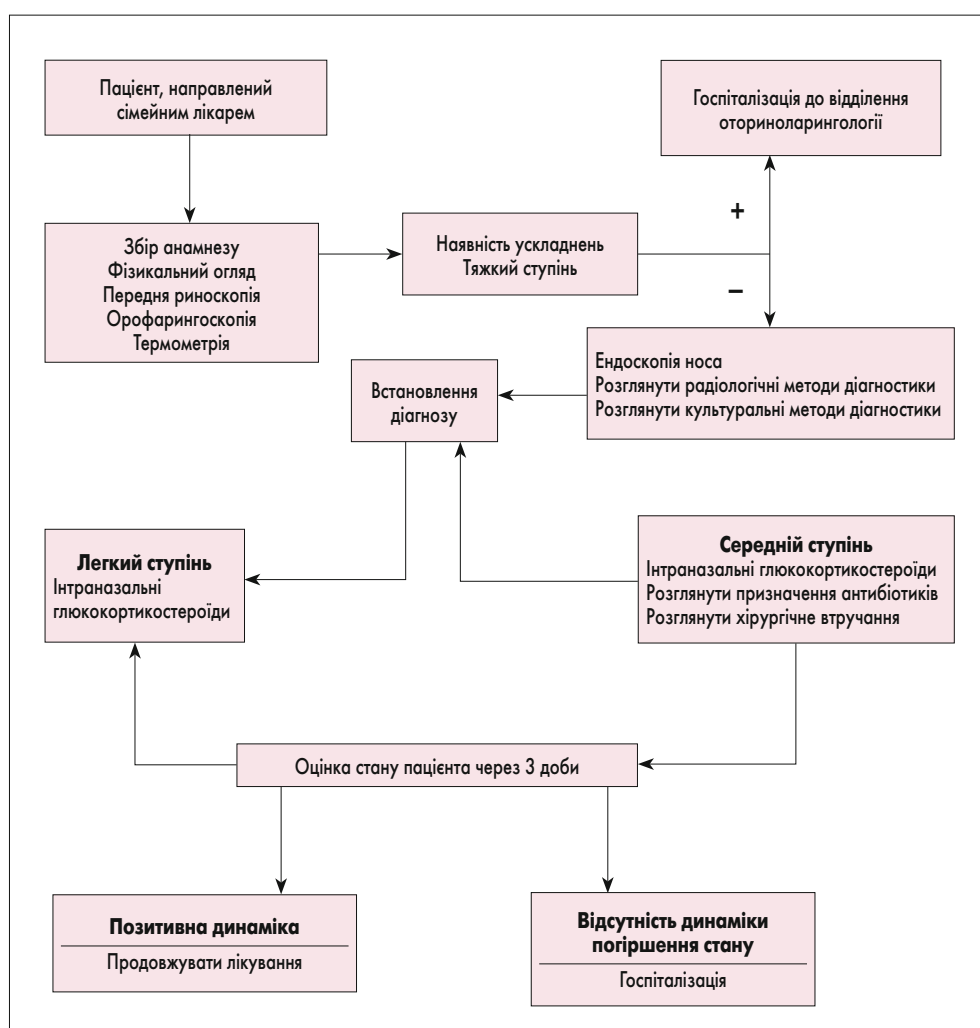 Пацієнт, направлений
сімейним лікарем
Госпіталізація до відділення
оториноларингології
Збір анамнезу
Фізикальний огляд
Передня риноскопія
Орофарингоскопія
Термометрія
Наявність ускладнень
Тяжкий ступінь
+
–
Ендоскопія носа
Розглянути радіологічні методи діагностики
Розглянути культуральні методи діагностики
Встановлення
діагнозу
Легкий ступінь
Інтраназальні
глюкокортикостероїди
Середній ступінь
Інтраназальні глюкокортикостероїди
Розглянути призначення антибіотиків
Розглянути хірургічне втручання
Оцінка стану пацієнта через 3 доби
Позитивна динаміка
Продовжувати лікування
Відсутність динаміки
погіршення стану
Госпіталізація